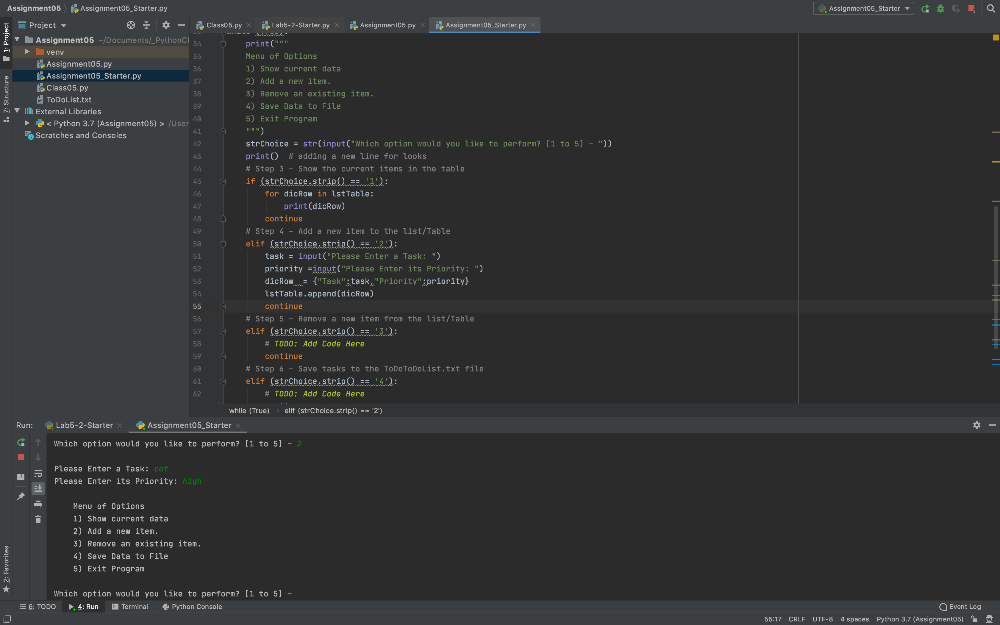 Assignment05 Assignment05_Starter.py Assignment05_Starter 2
1: Project
7: Structure
2: Favorites
Project
Assignment05 ~/Documents/_PythonCl
venv
Assignment05.py
Assignment05_Starter.py
Class05.py
ToDoList.txt
External Libraries
< Python 3.7 (Assignment05) > /User
Scratches and Consoles
Class05.py Lab5-2-Starter.py Assignment05.py Assignment05_Starter.py
34 print("""
35 Menu of Options
36 1) Show current data
37 2) Add a new item.
38 3) Remove an existing item.
39 4) Save Data to File
40 5) Exit Program
41 """)
42 strChoice = str(input("Which option would you like to perform? [1 to 5] - "))
43 print() # adding a new line for looks
44 # Step 3 - Show the current items in the table
45 if (strChoice.strip() == '1'):
46 for dicRow in lstTable:
47 print(dicRow)
48 continue
49 # Step 4 - Add a new item to the list/Table
50 elif (strChoice.strip() == '2'):
51 task = input("Please Enter a Task: ")
52 priority =input("Please Enter its Priority: ")
53 dicRow  = {"Task":task,"Priority":priority}
54 lstTable.append(dicRow)
55 continue
56 # Step 5 - Remove a new item from the list/Table
57 elif (strChoice.strip() == '3'):
58 # TODO: Add Code Here
59 continue
60 # Step 6 - Save tasks to the ToDoToDoList.txt file
61 elif (strChoice.strip() == '4'):
62 # TODO: Add Code Here
while (True) › elif (strChoice.strip() == '2')
Run: Lab5-2-Starter Assignment05_Starter
Which option would you like to perform? [1 to 5] - 2
Please Enter a Task: cat
Please Enter its Priority: high
Menu of Options
1) Show current data
2) Add a new item.
3) Remove an existing item.
4) Save Data to File
5) Exit Program
Which option would you like to perform? [1 to 5] -
6: TODO 4: Run Terminal Python Console Event Log
55:17 CRLF UTF-8 4 spaces Python 3.7 (Assignment05)